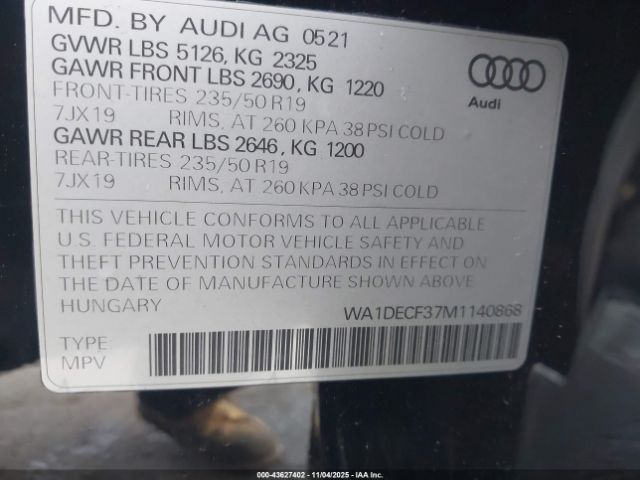 MFD. BY AUDI AG 0521
GVWR LBS 5126, KG 2325
GAWR FRONT LBS 2690, KG 1220
FRONT-TIRES 235/50 R19
7JX19 RIMS, AT 260 KPA 38 PSI COLD
GAWR REAR LBS 2646, KG 1200
REAR-TIRES 235/50 R19
7JX19 RIMS, AT 260 KPA 38 PSI COLD
Audi
THIS VEHICLE CONFORMS TO ALL APPLICABLE
U.S. FEDERAL MOTOR VEHICLE SAFETY AND
THEFT PREVENTION STANDARDS IN EFFECT ON
THE DATE OF MANUFACTURE SHOWN ABOVE
HUNGARY
WA1DECF37M1140868
TYPE
MPV
000-43627402 - 11/04/2025 - IAA Inc.